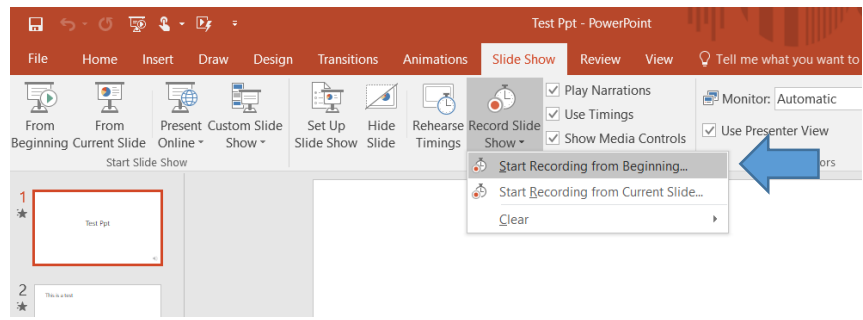 Test Ppt - PowerPoint
File Home Insert Draw Design Transitions Animations Slide Show Review View Tell me what you want to
From Beginning
From Current Slide
Present Online
Custom Slide Show
Start Slide Show
Set Up Slide Show
Hide Slide
Rehearse Timings
Record Slide Show
Play Narrations
Use Timings
Show Media Controls
Monitor: Automatic
Use Presenter View
ors
Start Recording from Beginning...
Start Recording from Current Slide...
Clear
1
Test Ppt
2
This is a test